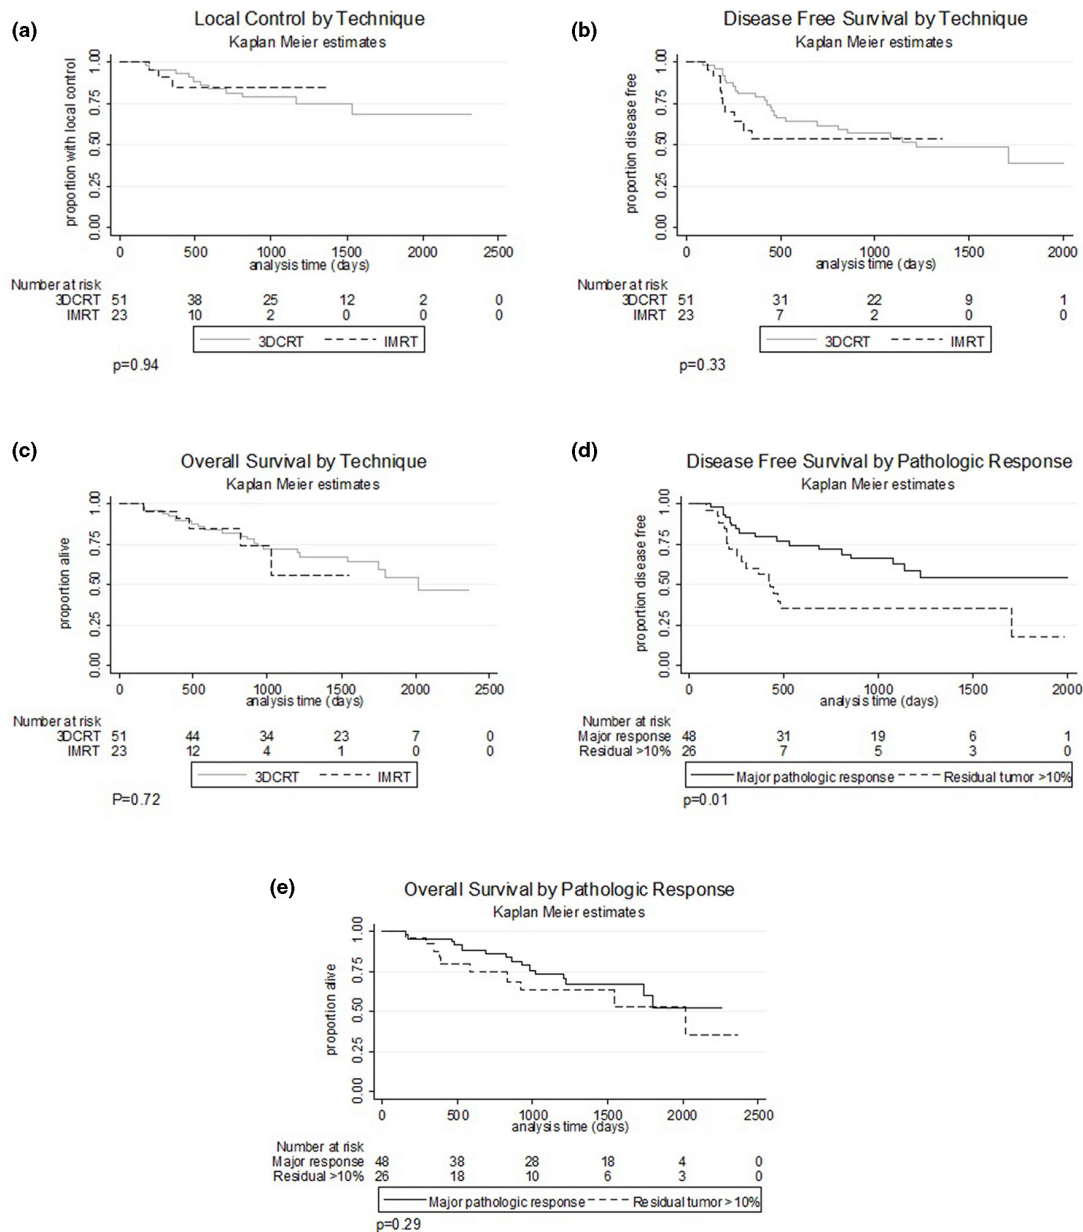 (a)
Local Control by Technique
Kaplan Meier estimates
proportion with local control
1.00
0.75
0.50
0.25
0.00
0 500 1000 1500 2000 2500
analysis time (days)
Number at risk
3DCRT 51 38 25 12 2 0
IMRT 23 10 2 0 0 0
3DCRT IMRT
p=0.94
(b)
Disease Free Survival by Technique
Kaplan Meier estimates
proportion disease free
1.00
0.75
0.50
0.25
0.00
0 500 1000 1500 2000
analysis time (days)
Number at risk
3DCRT 51 31 22 9 1
IMRT 23 7 2 0 0
3DCRT IMRT
p=0.33
(c)
Overall Survival by Technique
Kaplan Meier estimates
proportion alive
1.00
0.75
0.50
0.25
0.00
0 500 1000 1500 2000 2500
analysis time (days)
Number at risk
3DCRT 51 44 34 23 7 0
IMRT 23 12 4 1 0 0
3DCRT IMRT
P=0.72
(d)
Disease Free Survival by Pathologic Response
Kaplan Meier estimates
proportion disease free
1.00
0.75
0.50
0.25
0.00
0 500 1000 1500 2000
analysis time (days)
Number at risk
Major response 48 31 19 6 1
Residual >10% 26 7 5 3 0
Major pathologic response Residual tumor >10%
p=0.01
(e)
Overall Survival by Pathologic Response
Kaplan Meier estimates
proportion alive
1.00
0.75
0.50
0.25
0.00
0 500 1000 1500 2000 2500
analysis time (days)
Number at risk
Major response 48 38 28 18 4 0
Residual >10% 26 18 10 6 3 0
Major pathologic response Residual tumor >10%
p=0.29